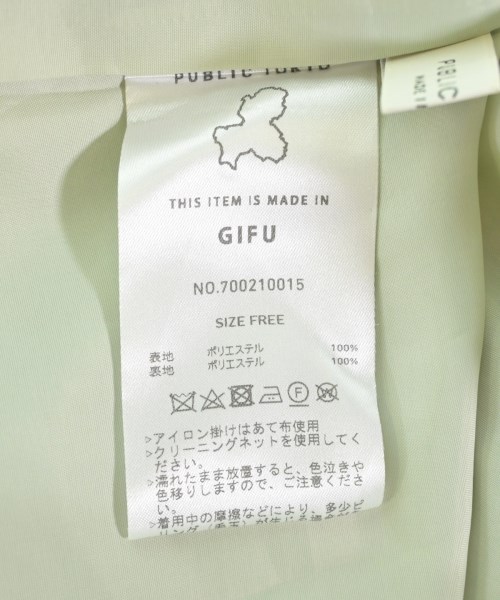 PUBLIC TOKYO
PUBLIC
MADE
THIS ITEM IS MADE IN
GIFU
NO.700210015
SIZE FREE
表地 ポリエステル 100%
裏地 ポリエステル 100%
>アイロン掛けはあて布使用
>クリーニングネットを使用してく
ださい。
>濡れたまま放置すると、色泣きや
色移りしますので、ご注意くださ
い。
>着用中の摩擦などにより、多少ピ
リング